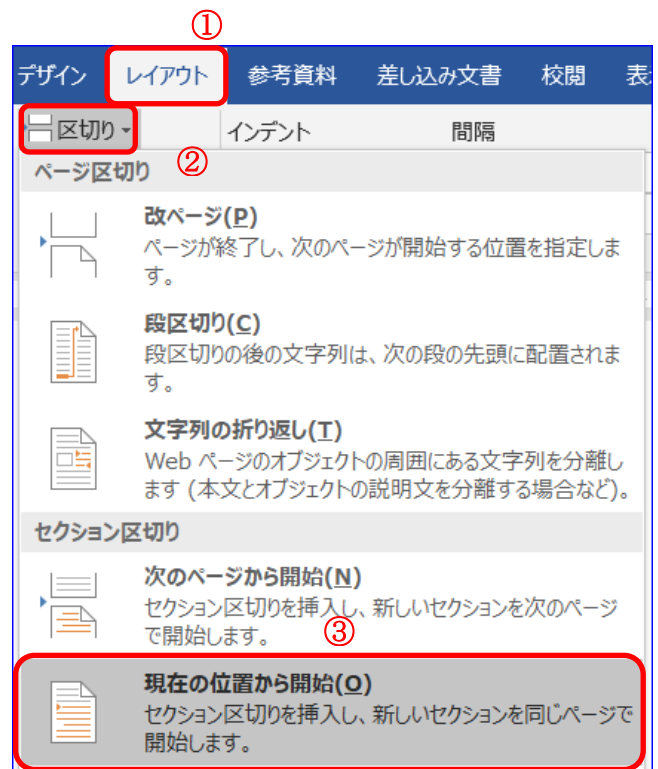 ①
デザイン レイアウト 参考資料 差し込み文書 校閲
区切り インデント 間隔
②
ページ区切り
改ページ(P)
ページが終了し、次のページが開始する位置を指定しま
す。
段区切り(C)
段区切りの後の文字列は、次の段の先頭に配置されま
す。
文字列の折り返し(T)
Web ページのオブジェクトの周囲にある文字列を分離し
ます (本文とオブジェクトの説明文を分離する場合など)。
セクション区切り
次のページから開始(N)
セクション区切りを挿入し、新しいセクションを次のページ
で開始します。
③
現在の位置から開始(O)
セクション区切りを挿入し、新しいセクションを同じページで
開始します。